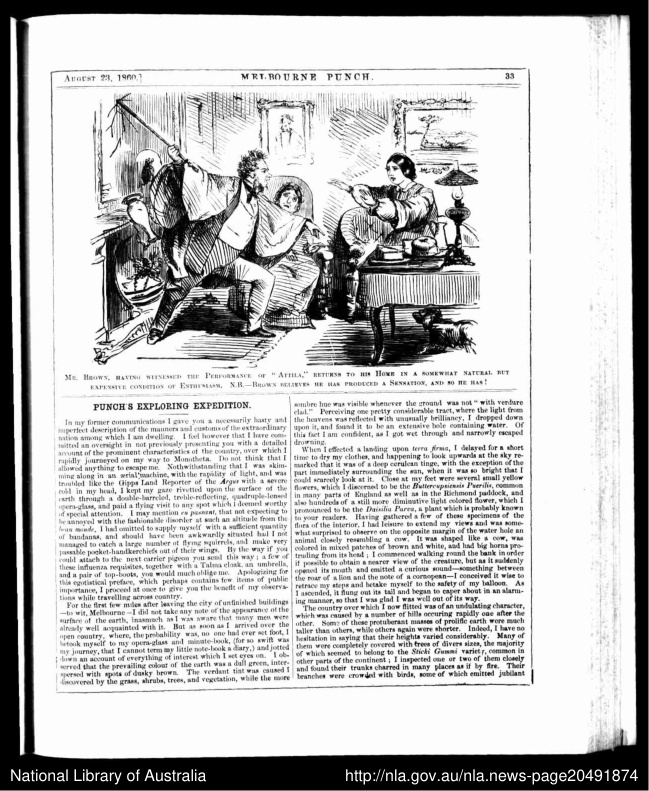 August 23, 1860.]
MELBOURNE PUNCH.
33
Mr. Brown, having witnessed the Performance of "Attila," returns to his Home in a somewhat natural but
expensive condition of Enthusiasm. N.B.—Brown believes he has produced a Sensation, and so he has!
PUNCH'S EXPLORING EXPEDITION.
In my former communications I gave you a necessarily hasty and
imperfect description of the manners and customs of the extraordinary
nation among which I am dwelling. I feel however that I have com-
mitted an oversight in not previously presenting you with a detailed
account of the prominent characteristics of the country, over which I
rapidly journeyed on my way to Monotheta. Do not think that I
allowed anything to escape me. Nothwithstanding that I was skim-
ming along in an aerial machine, with the rapidity of light, and was
troubled like the Gipps Land Reporter of the Argus with a severe
cold in my head, I kept my gaze rivetted upon the surface of the
earth through a double-barreled, treble-reflecting, quadruple-lensed
opera-glass, and paid a flying visit to any spot which I deemed worthy
of special attention. I may mention en passant, that not expecting to
be annoyed with the fashionable disorder at such an altitude from the
beau monde, I had omitted to supply myself with a sufficient quantity
of bandanas, and should have been awkwardly situated had I not
managed to catch a large number of flying squirrels, and make very
passable pocket-handkerchiefs out of their wings. By the way if you
could attach to the next carrier pigeon you send this way; a few of
these influenza requisites, together with a Talma cloak, an umbrella,
and a pair of top-boots, you would much oblige me. Apologizing for
this egotistical preface, which perhaps contains few items of public
importance, I proceed at once to give you the benefit of my observa-
tions while travelling across country.
For the first few miles after leaving the city of unfinished buildings
—to wit, Melbourne—I did not take any note of the appearance of the
surface of the earth, inasmuch as I was aware that many men were
already well acquainted with it. But as soon as I arrived over the
open country, where, the probability was, no one had ever set foot, I
betook myself to my opera-glass and minute-book, (for so swift was
my journey, that I cannot term my little note-book a diary,) and jotted
down an account of everything of interest which I set eyes on. I ob-
served that the prevailing colour of the earth was a dull green, inter-
spersed with spots of dusky brown. The verdant tint was caused I
discovered by the grass, shrubs, trees, and vegetation, while the more
sombre hue was visible whenever the ground was not "with verdure
clad." Perceiving one pretty considerable tract, where the light from
the heavens was reflected with unusually brilliancy, I dropped down
upon it, and found it to be an extensive hole containing water. Of
this fact I am confident, as I got wet through and narrowly escaped
drowning.
When I effected a landing upon terra firma, I delayed for a short
time to dry my clothes, and happening to look upwards at the sky re-
marked that it was of a deep cerulean tinge, with the exception of the
part immediately surrounding the sun, when it was so bright that I
could scarcely look at it. Close at my feet were several small yellow
flowers, which I discerned to be the Buttercupsiensis Puerilis, common
in many parts of England as well as in the Richmond paddock, and
also hundreds of a still more diminutive light colored flower, which I
pronounced to be the Daisilia Parva, a plant which is probably known
to your readers. Having gathered a few of these specimens of the
flora of the interior, I had leisure to extend my views and was some-
what surprised to observe on the opposite margin of the water hole an
animal closely resembling a cow. It was shaped like a cow, was
colored in mixed patches of brown and white, and had big horns pro-
truding from its head; I commenced walking round the bank in order
if possible to obtain a nearer view of the creature, but as it suddenly
opened its mouth and emitted a curious sound—something between
the roar of a lion and the note of a cornopean—I conceived it wise to
retrace my steps and betake myself to the safety of my balloon. As
I ascended, it flung out its tail and began to caper about in an alarm-
ing manner, so that I was glad I was well out of its way.
The country over which I now flitted was of an undulating character,
which was caused by a number of hills occurring rapidly one after the
other. Some of these protuberant masses of prolific earth were much
taller than others, while others again were shorter. Indeed, I have no
hesitation in saying that their heights varied considerably. Many of
them were completely covered with trees of divers sizes, the majority
of which seemed to belong to the Sticki Gummi variety, common in
other parts of the continent; I inspected one or two of them closely
and found their trunks charred in many places as if by fire. Their
branches were crowded with birds, some of which emitted jubilant
National Library of Australia
http://nla.gov.au/nla.news-page20491874